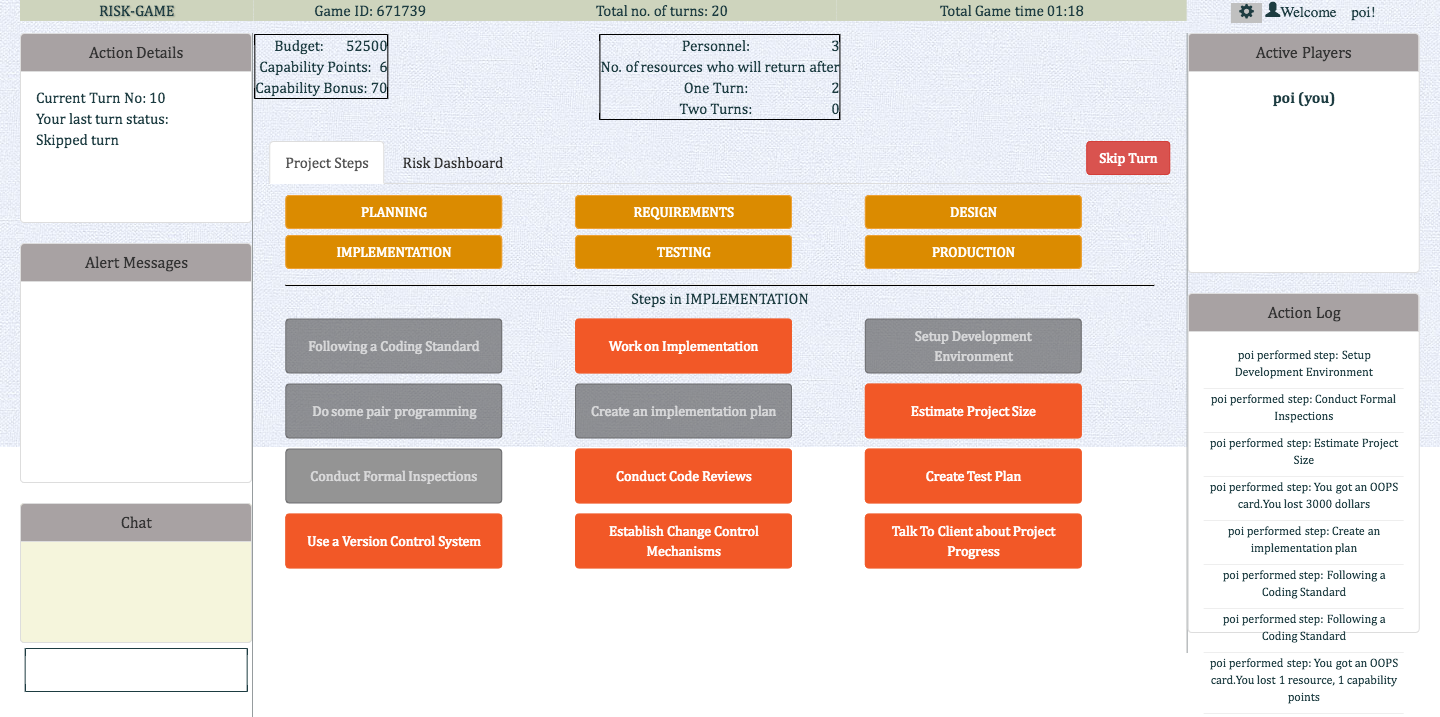 RISK-GAME
Game ID: 671739
Total no. of turns: 20
Total Game time 01:18
Welcome poi!
Action Details
Current Turn No: 10
Your last turn status:
Skipped turn
Alert Messages
Chat
Budget: 52500
Capability Points: 6
Capability Bonus: 70
Personnel: 3
No. of resources who will return after
One Turn: 2
Two Turns: 0
Project Steps
Risk Dashboard
Skip Turn
PLANNING
REQUIREMENTS
DESIGN
IMPLEMENTATION
TESTING
PRODUCTION
Steps in IMPLEMENTATION
Following a Coding Standard
Work on Implementation
Setup Development
Environment
Do some pair programming
Create an implementation plan
Estimate Project Size
Conduct Formal Inspections
Conduct Code Reviews
Create Test Plan
Use a Version Control System
Establish Change Control
Mechanisms
Talk To Client about Project
Progress
Active Players
poi (you)
Action Log
poi performed step: Setup
Development Environment
poi performed step: Conduct Formal
Inspections
poi performed step: Estimate Project
Size
poi performed step: You got an OOPS
card.You lost 3000 dollars
poi performed step: Create an
implementation plan
poi performed step: Following a
Coding Standard
poi performed step: Following a
Coding Standard
poi performed step: You got an OOPS
card.You lost 1 resource, 1 capability
points